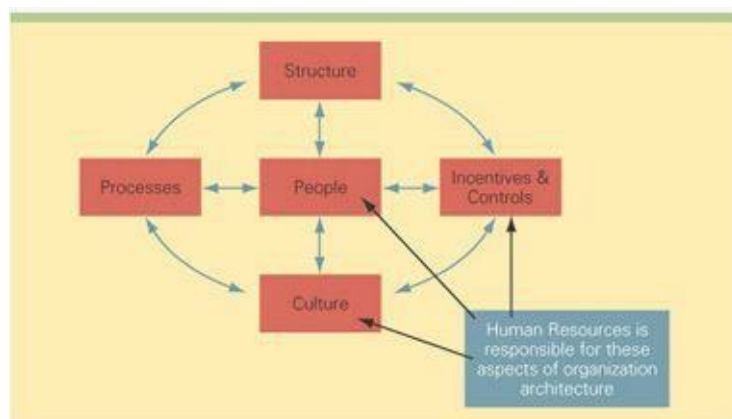 Structure
Processes
People
Incentives &
Controls
Culture
Human Resources is
responsible for these
aspects of organization
architecture